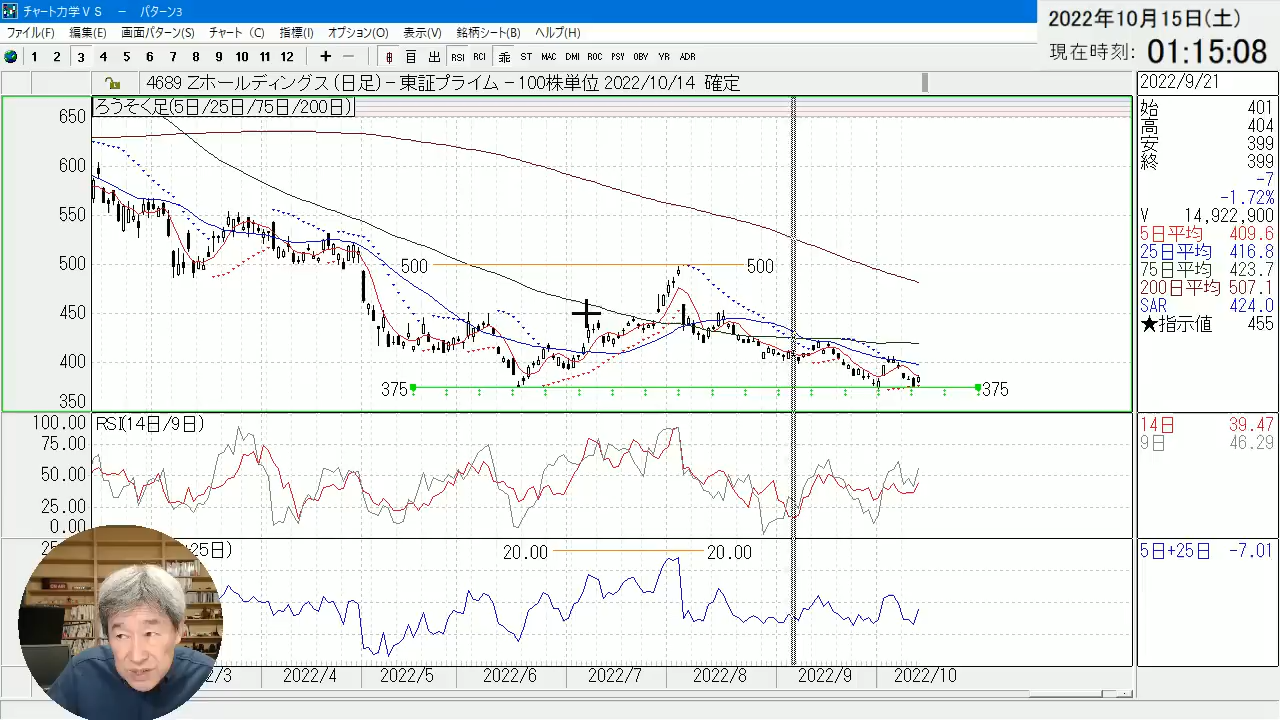 チャート力学VS － パターン3
2022年10月15日(土)
現在時刻: 01:15:08
ファイル(F) 編集(E) 画面パターン(S) チャート (C) 指標(I) オプション(O) 表示(V) 銘柄シート(B) ヘルプ(H)
1 2 3 4 5 6 7 8 9 10 11 12 + − 日 出 RSI RCI 乖 ST MAC DMI ROC PSY OBV YR ADR
4689 Zホールディングス (日足) − 東証プライム − 100株単位 2022/10/14 確定
2022/9/21
ろうそく足(5日/25日/75日/200日)
650
600
550
500
450
400
350
500 500
375 375
始 401
高 404
安 399
終 399
-7
-1.72%
V 14,922,900
5日平均 409.6
25日平均 416.8
75日平均 423.7
200日平均 507.1
SAR 424.0
★指示値 455
RSI(14日/9日)
100.00
75.00
50.00
25.00
0.00
14日 39.47
9日 46.29
25日)
20.00 20.00
5日+25日 -7.01
/3 2022/4 2022/5 2022/6 2022/7 2022/8 2022/9 2022/10